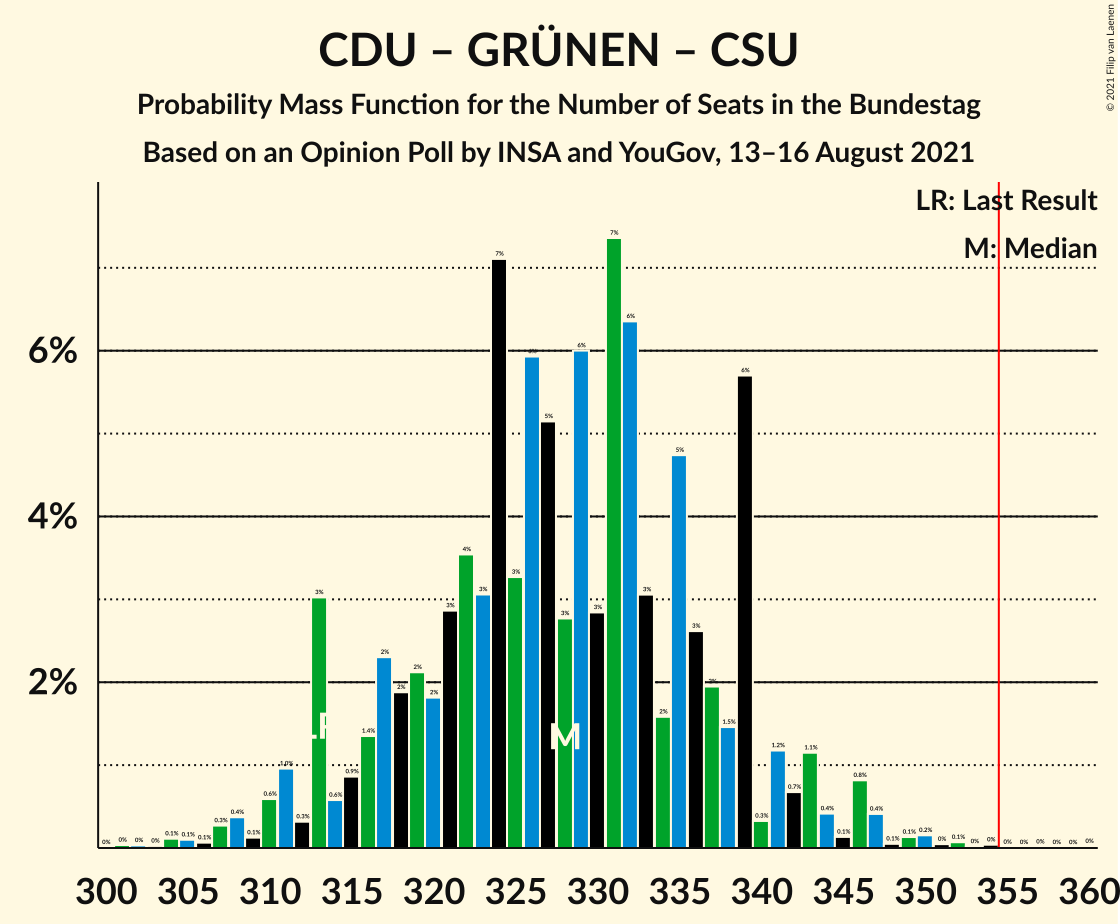 CDU – GRÜNEN – CSU
Probability Mass Function for the Number of Seats in the Bundestag
Based on an Opinion Poll by INSA and YouGov, 13–16 August 2021
© 2021 Filip van Laenen
LR: Last Result
M: Median
6%
4%
2%
0% 0% 0% 0% 0.1% 0.1% 0.1% 0.3% 0.4% 0.1% 0.6% 1.0% 0.3% 3% 0.6% 0.9% 1.4% 2% 2% 2% 2% 3% 4% 3% 7% 3% 6% 5% 3% 6% 3% 7% 6% 3% 2% 5% 3% 2% 1.5% 6% 0.3% 1.2% 0.7% 1.1% 0.4% 0.1% 0.8% 0.4% 0.1% 0.1% 0.2% 0% 0.1% 0% 0% 0% 0% 0% 0% 0% 0%
LR M
300 305 310 315 320 325 330 335 340 345 350 355 360